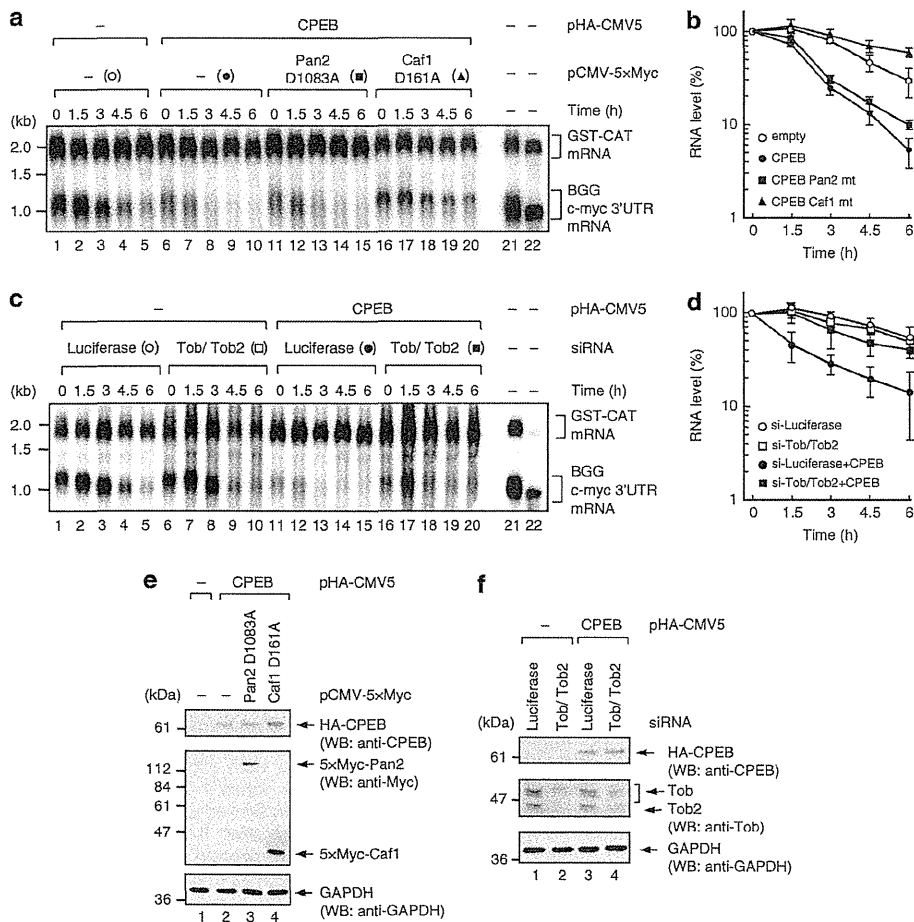 a
–
CPEB
pHA-CMV5
– (○)
– (●)
Pan2
D1083A (■)
Caf1
D161A (▲)
– –
pCMV-5×Myc
– –
Time (h)
0 1.5 3 4.5 6 0 1.5 3 4.5 6 0 1.5 3 4.5 6 0 1.5 3 4.5 6
(kb)
2.0
1.5
1.0
GST-CAT
mRNA
BGG
c-myc 3'UTR
mRNA
1 2 3 4 5 6 7 8 9 10 11 12 13 14 15 16 17 18 19 20 21 22
b
RNA level (%)
100
10
1
empty
CPEB
CPEB Pan2 mt
CPEB Caf1 mt
0 1.5 3 4.5 6
Time (h)
c
–
CPEB
– –
pHA-CMV5
Luciferase (○)
Tob/ Tob2 (□)
Luciferase (●)
Tob/ Tob2 (■)
– –
siRNA
0 1.5 3 4.5 6 0 1.5 3 4.5 6 0 1.5 3 4.5 6 0 1.5 3 4.5 6
Time (h)
(kb)
2.0
1.5
1.0
GST-CAT
mRNA
BGG
c-myc 3'UTR
mRNA
1 2 3 4 5 6 7 8 9 10 11 12 13 14 15 16 17 18 19 20 21 22
d
RNA level (%)
100
10
1
si-Luciferase
si-Tob/Tob2
si-Luciferase+CPEB
si-Tob/Tob2+CPEB
0 1.5 3 4.5 6
Time (h)
e
–
CPEB
pHA-CMV5
– –
Pan2 D1083A
Caf1 D161A
pCMV-5×Myc
(kDa)
61
HA-CPEB
(WB: anti-CPEB)
112
84
61
47
5×Myc-Pan2
(WB: anti-Myc)
5×Myc-Caf1
36
GAPDH
(WB: anti-GAPDH)
1 2 3 4
f
–
CPEB
pHA-CMV5
Luciferase
Tob/ Tob2
Luciferase
Tob/ Tob2
siRNA
(kDa)
61
HA-CPEB
(WB: anti-CPEB)
47
Tob
Tob2
(WB: anti-Tob)
36
GAPDH
(WB: anti-GAPDH)
1 2 3 4